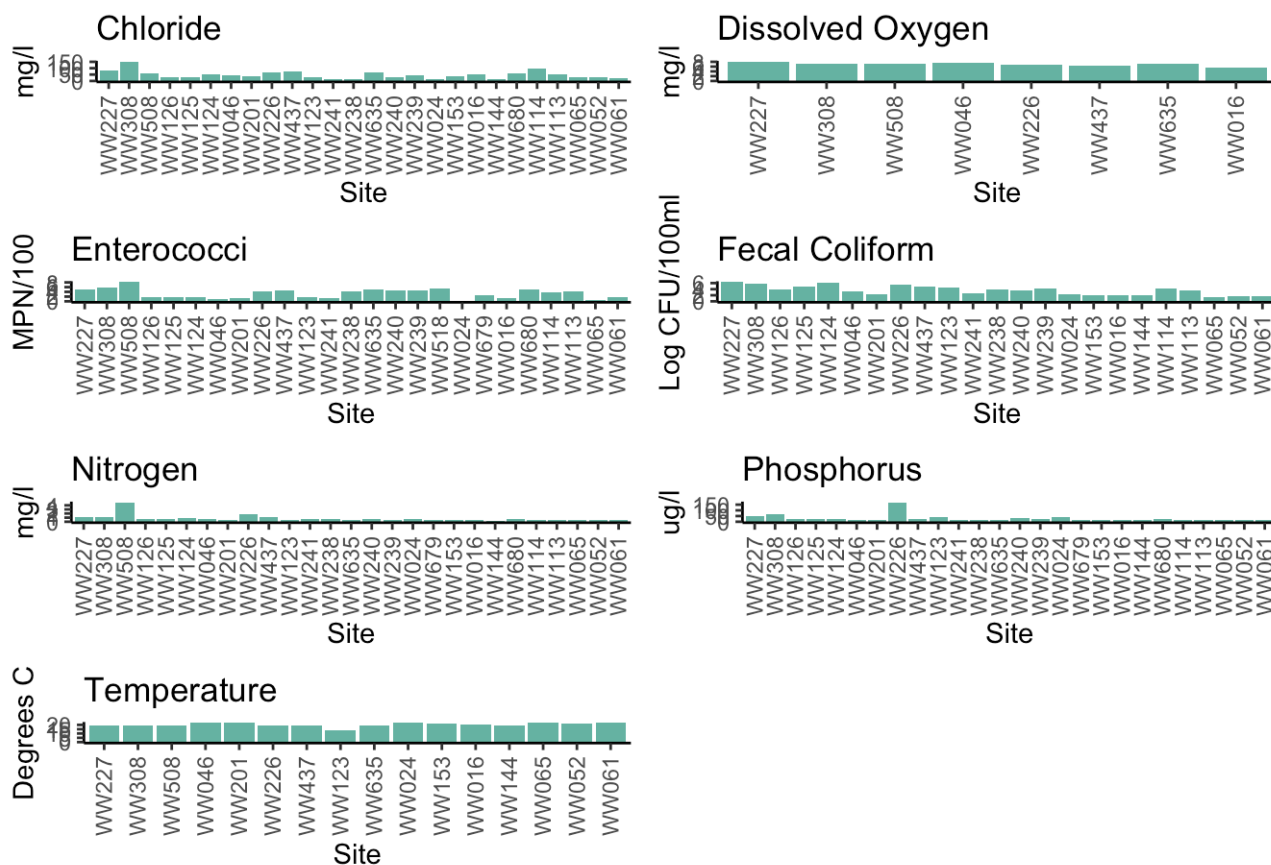 Chloride
mg/l
150
0
WW227 WW308 WW508 WW126 WW125 WW124 WW046 WW201 WW226 WW437 WW123 WW241 WW238 WW635 WW240 WW239 WW024 WW153 WW016 WW144 WW680 WW114 WW113 WW065 WW052 WW061
Site
Dissolved Oxygen
mg/l
8
WW227 WW308 WW508 WW046 WW226 WW437 WW635 WW016
Site
Enterococci
MPN/100
8
WW227 WW308 WW508 WW126 WW125 WW124 WW046 WW201 WW226 WW437 WW123 WW241 WW238 WW635 WW240 WW239 WW518 WW024 WW679 WW016 WW680 WW114 WW113 WW065 WW061
Site
Fecal Coliform
Log CFU/100ml
6
WW227 WW308 WW126 WW125 WW124 WW046 WW201 WW226 WW437 WW123 WW241 WW238 WW240 WW239 WW024 WW153 WW016 WW144 WW114 WW113 WW065 WW052 WW061
Site
Nitrogen
mg/l
4
0
WW227 WW308 WW508 WW126 WW125 WW124 WW046 WW201 WW226 WW437 WW123 WW241 WW238 WW635 WW240 WW239 WW024 WW679 WW153 WW016 WW144 WW680 WW114 WW113 WW065 WW052 WW061
Site
Phosphorus
ug/l
150
0
WW227 WW308 WW126 WW125 WW124 WW046 WW201 WW226 WW437 WW123 WW241 WW238 WW635 WW240 WW239 WW024 WW679 WW153 WW016 WW144 WW680 WW114 WW113 WW065 WW052 WW061
Site
Temperature
Degrees C
20
0
WW227 WW308 WW508 WW046 WW201 WW226 WW437 WW123 WW635 WW024 WW153 WW016 WW144 WW065 WW052 WW061
Site